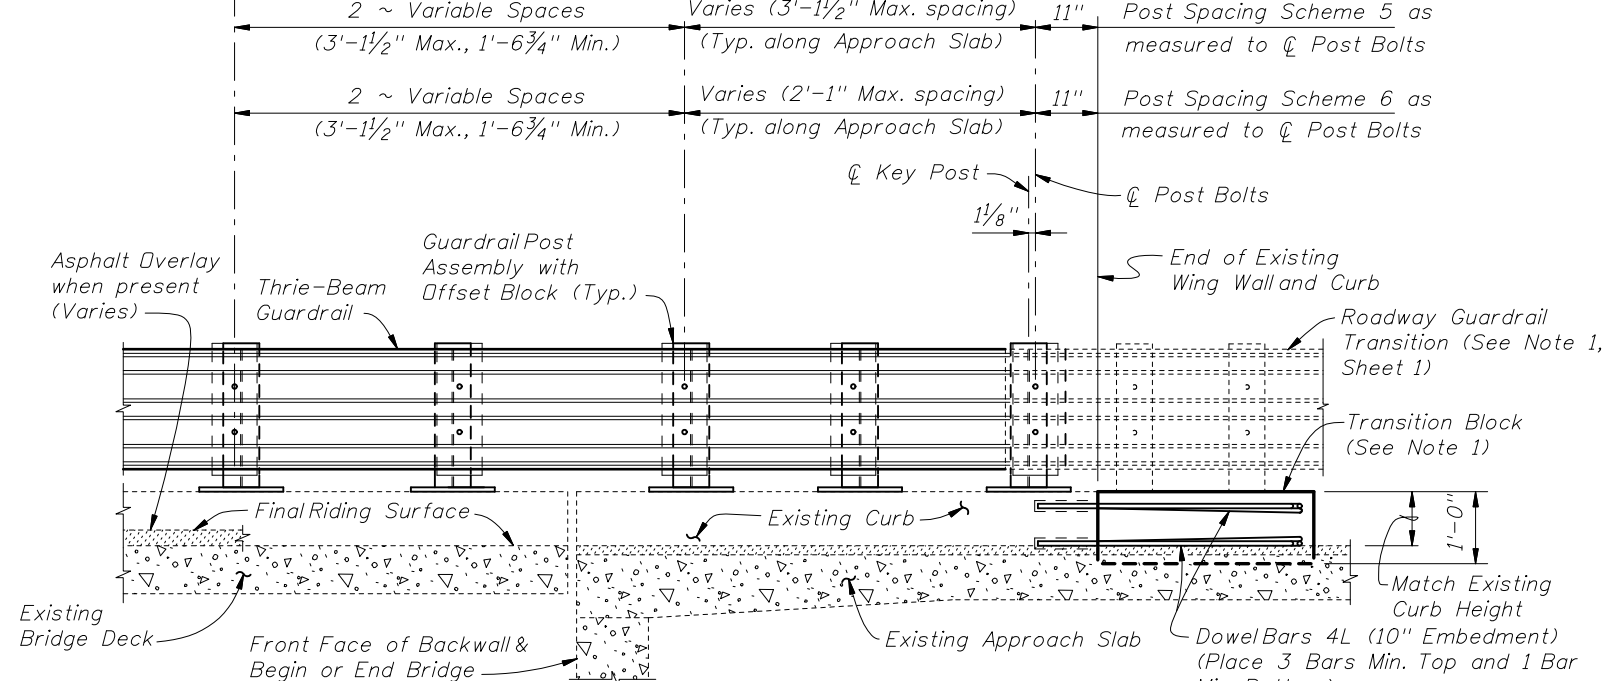 2 ~ Variable Spaces
(3'-1½" Max., 1'-6¾" Min.)
Varies (3'-1½" Max. spacing)
(Typ. along Approach Slab)
11"
Post Spacing Scheme 5 as
measured to ℄ Post Bolts
2 ~ Variable Spaces
(3'-1½" Max., 1'-6¾" Min.)
Varies (2'-1" Max. spacing)
(Typ. along Approach Slab)
11"
Post Spacing Scheme 6 as
measured to ℄ Post Bolts
℄ Key Post
℄ Post Bolts
1⅛"
Asphalt Overlay
when present
(Varies)
Thrie-Beam
Guardrail
Guardrail Post
Assembly with
Offset Block (Typ.)
End of Existing
Wing Wall and Curb
Roadway Guardrail
Transition (See Note 1,
Sheet 1)
Transition Block
(See Note 1)
Final Riding Surface
Existing Curb
1'-0"
Match Existing
Curb Height
Existing
Bridge Deck
Front Face of Backwall &
Begin or End Bridge
Existing Approach Slab
Dowel Bars 4L (10" Embedment)
(Place 3 Bars Min. Top and 1 Bar